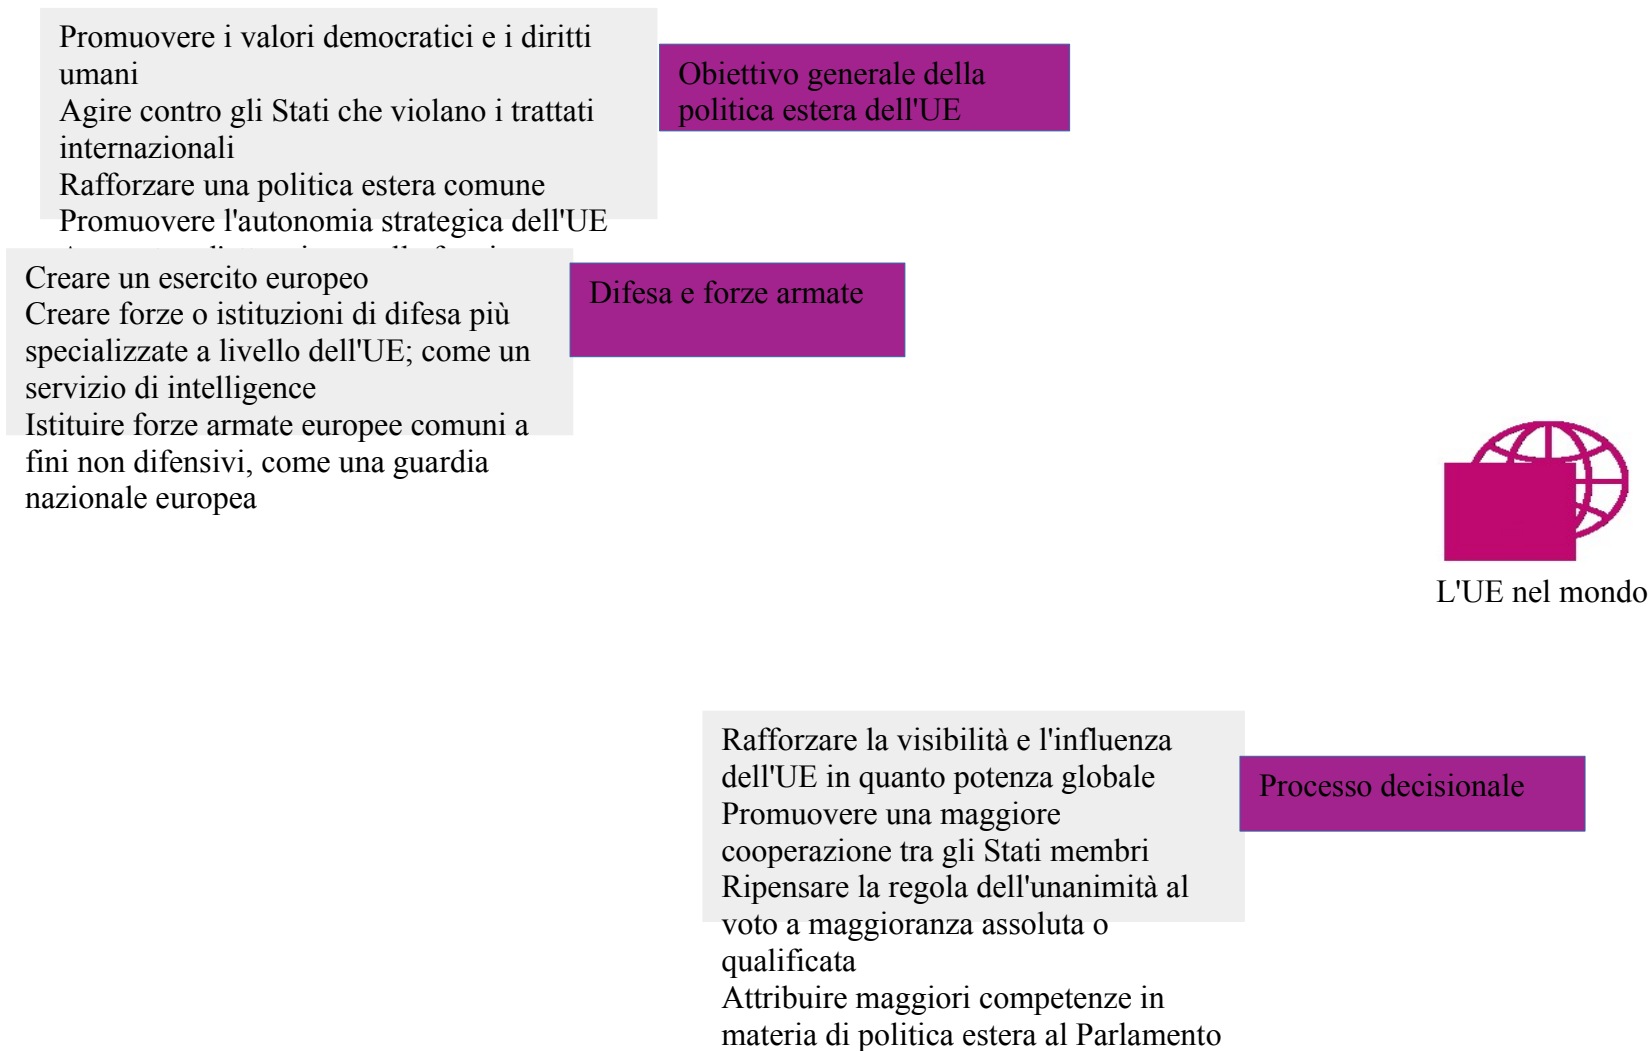 Promuovere i valori democratici e i diritti
umani
Agire contro gli Stati che violano i trattati
internazionali
Rafforzare una politica estera comune
Promuovere l'autonomia strategica dell'UE
Obiettivo generale della
politica estera dell'UE
Creare un esercito europeo
Creare forze o istituzioni di difesa più
specializzate a livello dell'UE; come un
servizio di intelligence
Istituire forze armate europee comuni a
fini non difensivi, come una guardia
nazionale europea
Difesa e forze armate
L'UE nel mondo
Rafforzare la visibilità e l'influenza
dell'UE in quanto potenza globale
Promuovere una maggiore
cooperazione tra gli Stati membri
Ripensare la regola dell'unanimità al
voto a maggioranza assoluta o
qualificata
Attribuire maggiori competenze in
materia di politica estera al Parlamento
Processo decisionale